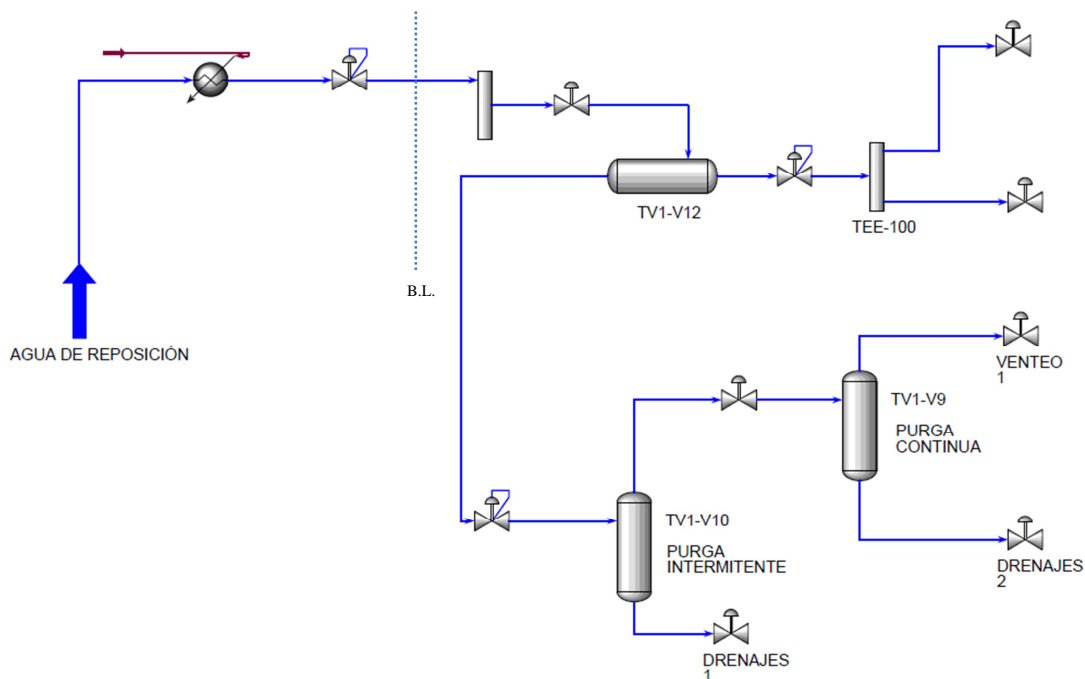 TV1-V12
TEE-100
B.L.
AGUA DE REPOSICIÓN
VENTEO
1
TV1-V9
PURGA
CONTINUA
TV1-V10
PURGA
INTERMITENTE
DRENAJES
2
DRENAJES
1